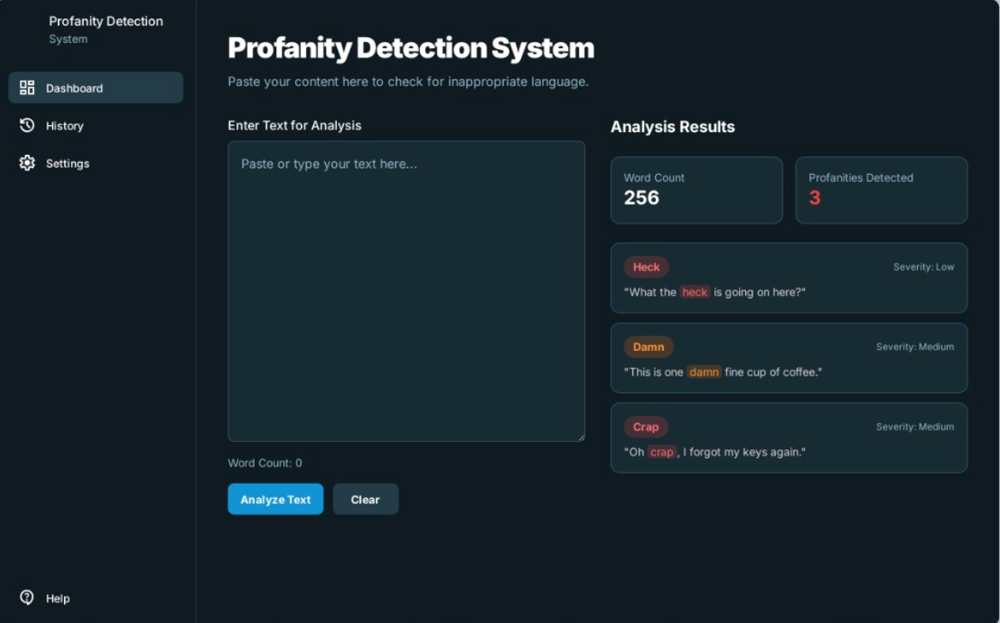 Profanity Detection
System
Dashboard
History
Settings
Help
Profanity Detection System
Paste your content here to check for inappropriate language.
Enter Text for Analysis
Paste or type your text here...
Word Count: 0
Analyze Text
Clear
Analysis Results
Word Count
256
Profanities Detected
3
Heck
Severity: Low
"What the heck is going on here?"
Damn
Severity: Medium
"This is one damn fine cup of coffee."
Crap
Severity: Medium
"Oh crap, I forgot my keys again."